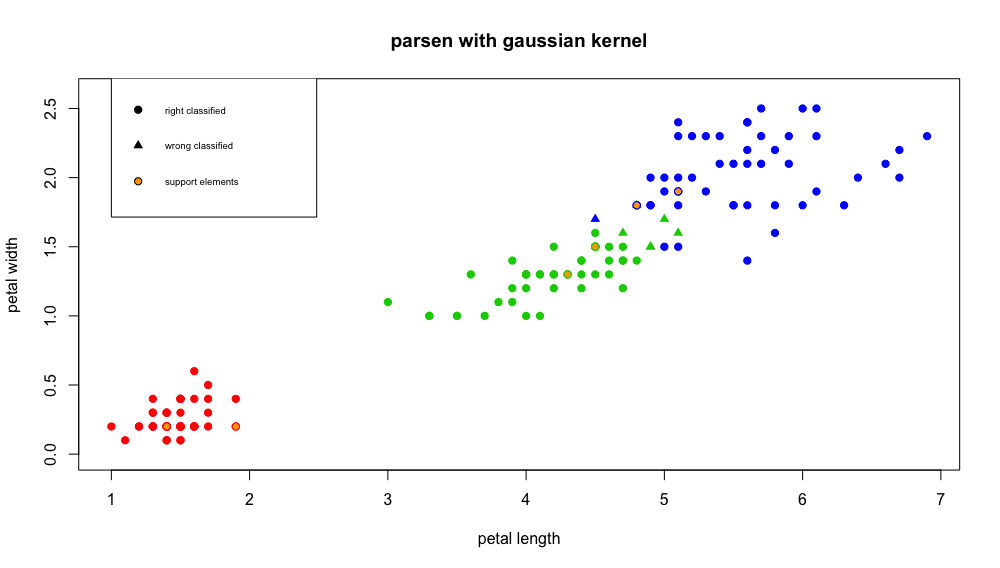 parsen with gaussian kernel
right classified
wrong classified
support elements
petal width
2.5
2.0
1.5
1.0
0.5
0.0
1 2 3 4 5 6 7
petal length